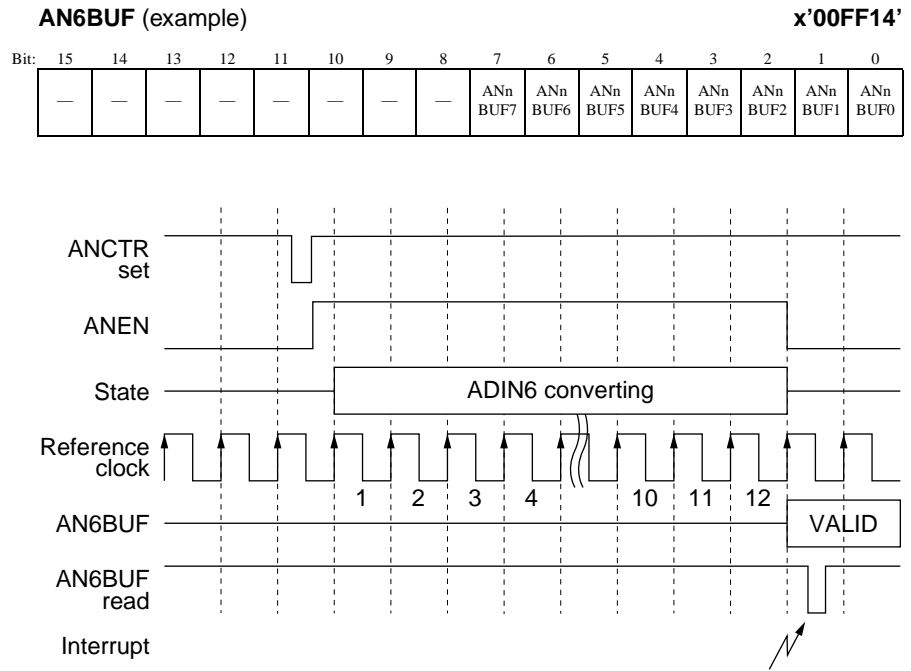 AN6BUF (example) x'00FF14'
Bit: 15 14 13 12 11 10 9 8 7 6 5 4 3 2 1 0
— — — — — — — — ANn BUF7 ANn BUF6 ANn BUF5 ANn BUF4 ANn BUF3 ANn BUF2 ANn BUF1 ANn BUF0
ANCTR
set
ANEN
State ADIN6 converting
Reference
clock
1 2 3 4 10 11 12
AN6BUF VALID
AN6BUF
read
Interrupt